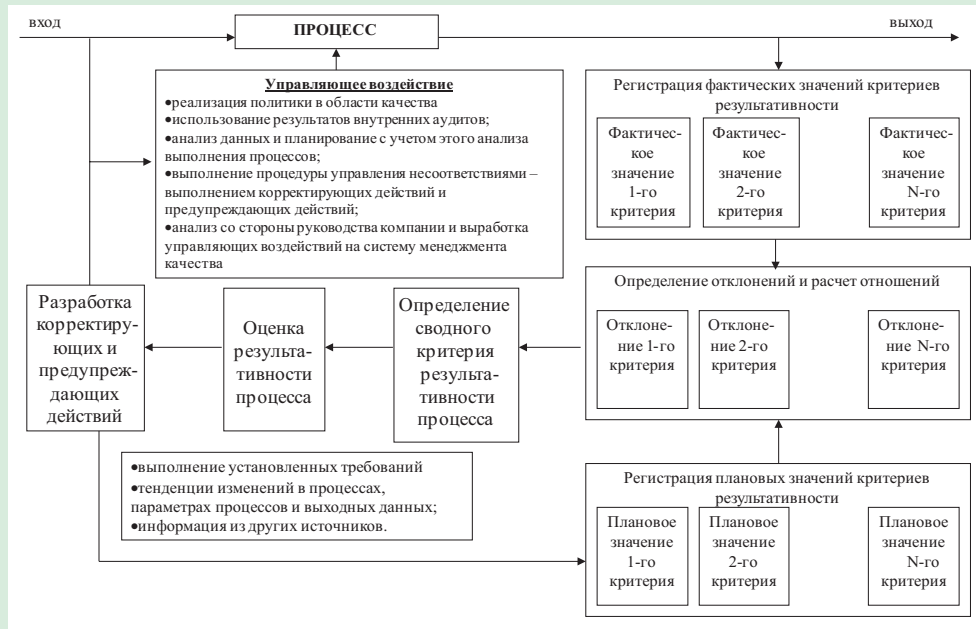 вход
ПРОЦЕСС
выход
Управляющее воздействие
•реализация политики в области качества
•использование результатов внутренних аудитов;
•анализ данных и планирование с учетом этого анализа
выполнения процессов;
•выполнение процедуры управления несоответствиями –
выполнением корректирующих действий и
предупреждающих действий;
•анализ со стороны руководства компании и выработка
управляющих воздействий на систему менеджмента
качества
Регистрация фактических значений критериев
результативности
Фактичес-
кое
значение
1-го
критерия
Фактичес-
кое
значение
2-го
критерия
Фактичес-
кое
значение
N-го
критерия
Определение отклонений и расчет отношений
Отклоне-
ние 1-го
критерия
Отклоне-
ние 2-го
критерия
Отклоне-
ние N-го
критерия
Определение
сводного
критерия
результа-
тивности
процесса
Оценка
результа-
тивности
процесса
Разработка
корректиру-
ющих и
предупреж-
дающих
действий
•выполнение установленных требований
•тенденции изменений в процессах,
параметрах процессов и выходных данных;
•информация из других источников.
Регистрация плановых значений критериев
результативности
Плановое
значение
1-го
критерия
Плановое
значение
2-го
критерия
Плановое
значение
N-го
критерия